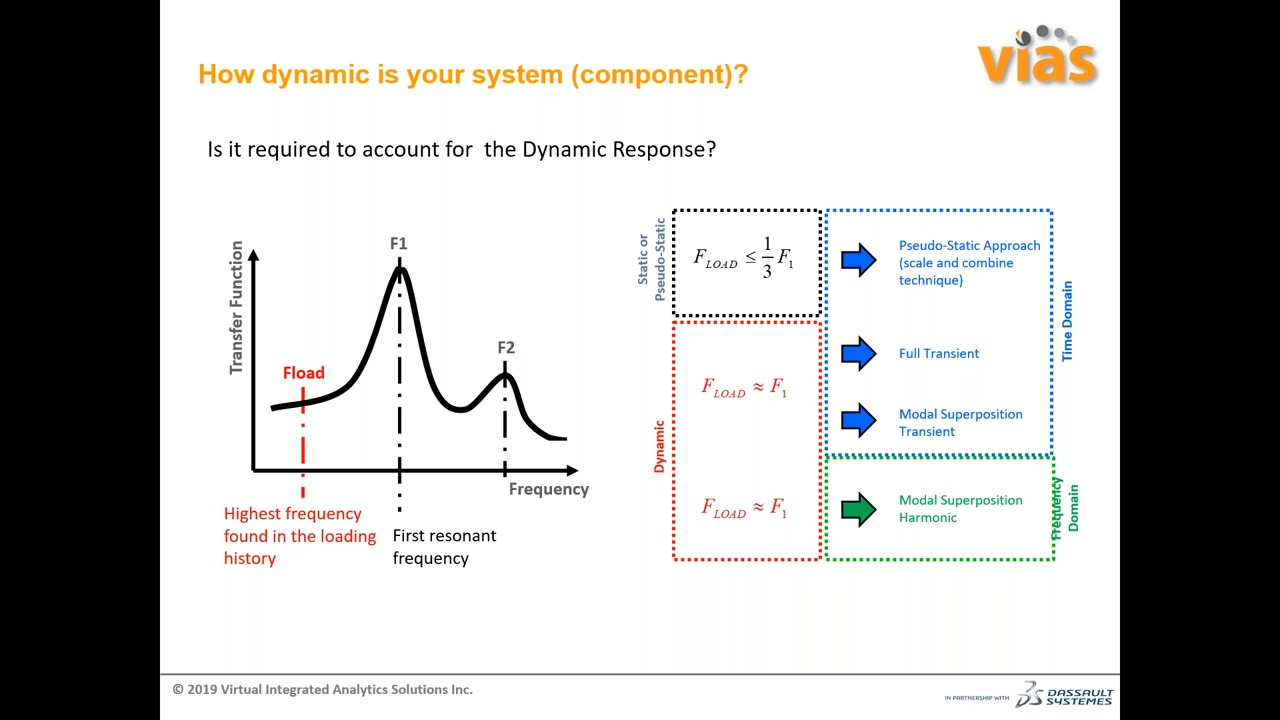 How dynamic is your system (component)?
vias
Is it required to account for the Dynamic Response?
Transfer Function
F1
F2
Fload
Frequency
Highest frequency
found in the loading
history
First resonant
frequency
Static or
Pseudo-Static
F_LOAD ≤ 1/3 F_1
Pseudo-Static Approach
(scale and combine
technique)
Time Domain
Dynamic
F_LOAD ≈ F_1
Full Transient
Modal Superposition
Transient
F_LOAD ≈ F_1
Modal Superposition
Harmonic
Frequency
Domain
© 2019 Virtual Integrated Analytics Solutions Inc.
IN PARTNERSHIP WITH
DASSAULT
SYSTEMES